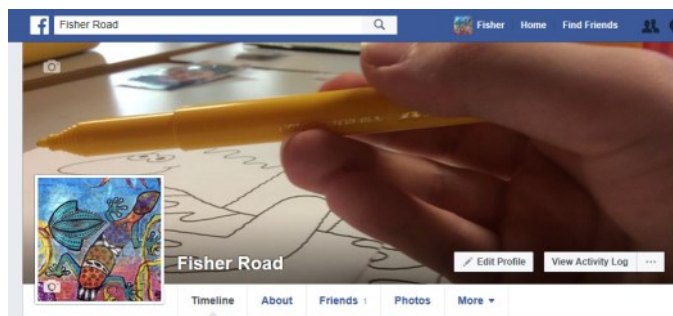 f Fisher Road Fisher Home Find Friends
Fisher Road Edit Profile View Activity Log ...
Timeline About Friends 1 Photos More